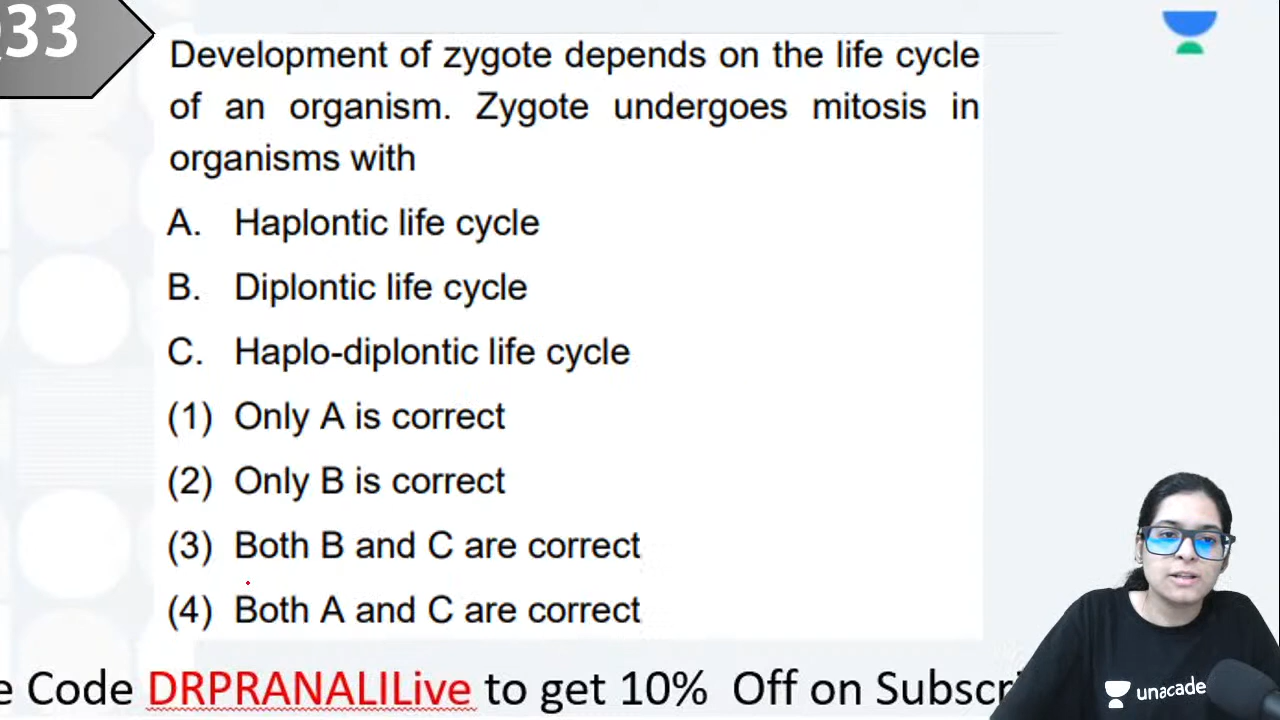 33
Development of zygote depends on the life cycle
of an organism. Zygote undergoes mitosis in
organisms with
A. Haplontic life cycle
B. Diplontic life cycle
C. Haplo-diplontic life cycle
(1) Only A is correct
(2) Only B is correct
(3) Both B and C are correct
(4) Both A and C are correct
e Code DRPRANALILive to get 10% Off on Subscri
unacade